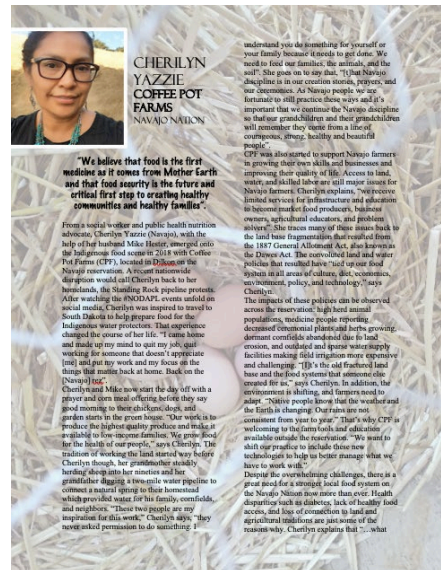 CHERILYN
YAZZIE
COFFEE POT
FARMS
NAVAJO NATION
"We believe that food is the first
medicine as it comes from Mother Earth
and that food security is the future and
critical first step to creating healthy
communities and healthy families".
From a social worker and public health nutrition
advocate, Cherilyn Yazzie (Navajo), with the
help of her husband Mike Hester, emerged onto
the Indigenous food scene in 2018 with Coffee
Pot Farms (CPF), located in Dilkon on the
Navajo reservation. A recent nationwide
disruption would call Cherilyn back to her
homelands, the Standing Rock pipeline protests.
After watching the #NODAPL events unfold on
social media, Cherilyn was inspired to travel to
South Dakota to help prepare food for the
Indigenous water protectors. That experience
changed the course of her life. "I came home
and made up my mind to quit my job, quit
working for someone that doesn't appreciate
[me] and put my work and my focus on the
things that matter back at home. Back on the
[Navajo] rez".
Cherilyn and Mike now start the day off with a
prayer and corn meal offering before they say
good morning to their chickens, dogs, and
garden starts in the green house. "Our work is to
produce the highest quality produce and make it
available to low-income families. We grow food
for the health of our people," says Cherilyn. The
tradition of working the land started way before
Cherilyn though, her grandmother steadily
herding sheep into her nineties and her
grandfather digging a two-mile water pipeline to
connect a natural spring to their homestead
which provided water for his family, cornfields,
and neighbors. "These two people are my
inspiration for this work," Cherilyn says, "they
never asked permission to do something. I
understand you do something for yourself or
your family because it needs to get done. We
need to feed our families, the animals, and the
soil". She goes on to say that, "[t]hat Navajo
discipline is in our creation stories, prayers, and
our ceremonies. As Navajo people we are
fortunate to still practice these ways and it's
important that we continue the Navajo discipline
so that our grandchildren and their grandchildren
will remember they come from a line of
courageous, strong, healthy and beautiful
people".
CPF was also started to support Navajo farmers
in growing their own skills and businesses and
improving their quality of life. Access to land,
water, and skilled labor are still major issues for
Navajo farmers. Cherilyn explains, "we receive
limited services for infrastructure and education
to become market food producers, business
owners, agricultural educators, and problem
solvers". She traces many of these issues back to
the land base fragmentation that resulted from
the 1887 General Allotment Act, also known as
the Dawes Act. The convoluted land and water
policies that resulted have "tied up our food
system in all areas of culture, diet, economics,
environment, policy, and technology," says
Cherilyn.
The impacts of these policies can be observed
across the reservation: high herd animal
populations, medicine people reporting
decreased ceremonial plants and herbs growing,
dormant cornfields abandoned due to land
erosion, and outdated and sparse water supply
facilities making field irrigation more expensive
and challenging. "[I]t's the old fractured land
base and the food systems that someone else
created for us," says Cherilyn. In addition, the
environment is shifting, and farmers need to
adapt. "Native people know that the weather and
the Earth is changing. Our rains are not
consistent from year to year." That's why CPF is
welcoming to the farm tools and education
available outside the reservation. "We want to
shift our practice to include these new
technologies to help us better manage what we
have to work with."
Despite the overwhelming challenges, there is a
great need for a stronger local food system on
the Navajo Nation now more than ever. Health
disparities such as diabetes, lack of healthy food
access, and loss of connection to land and
agricultural traditions are just some of the
reasons why. Cherilyn explains that "…what